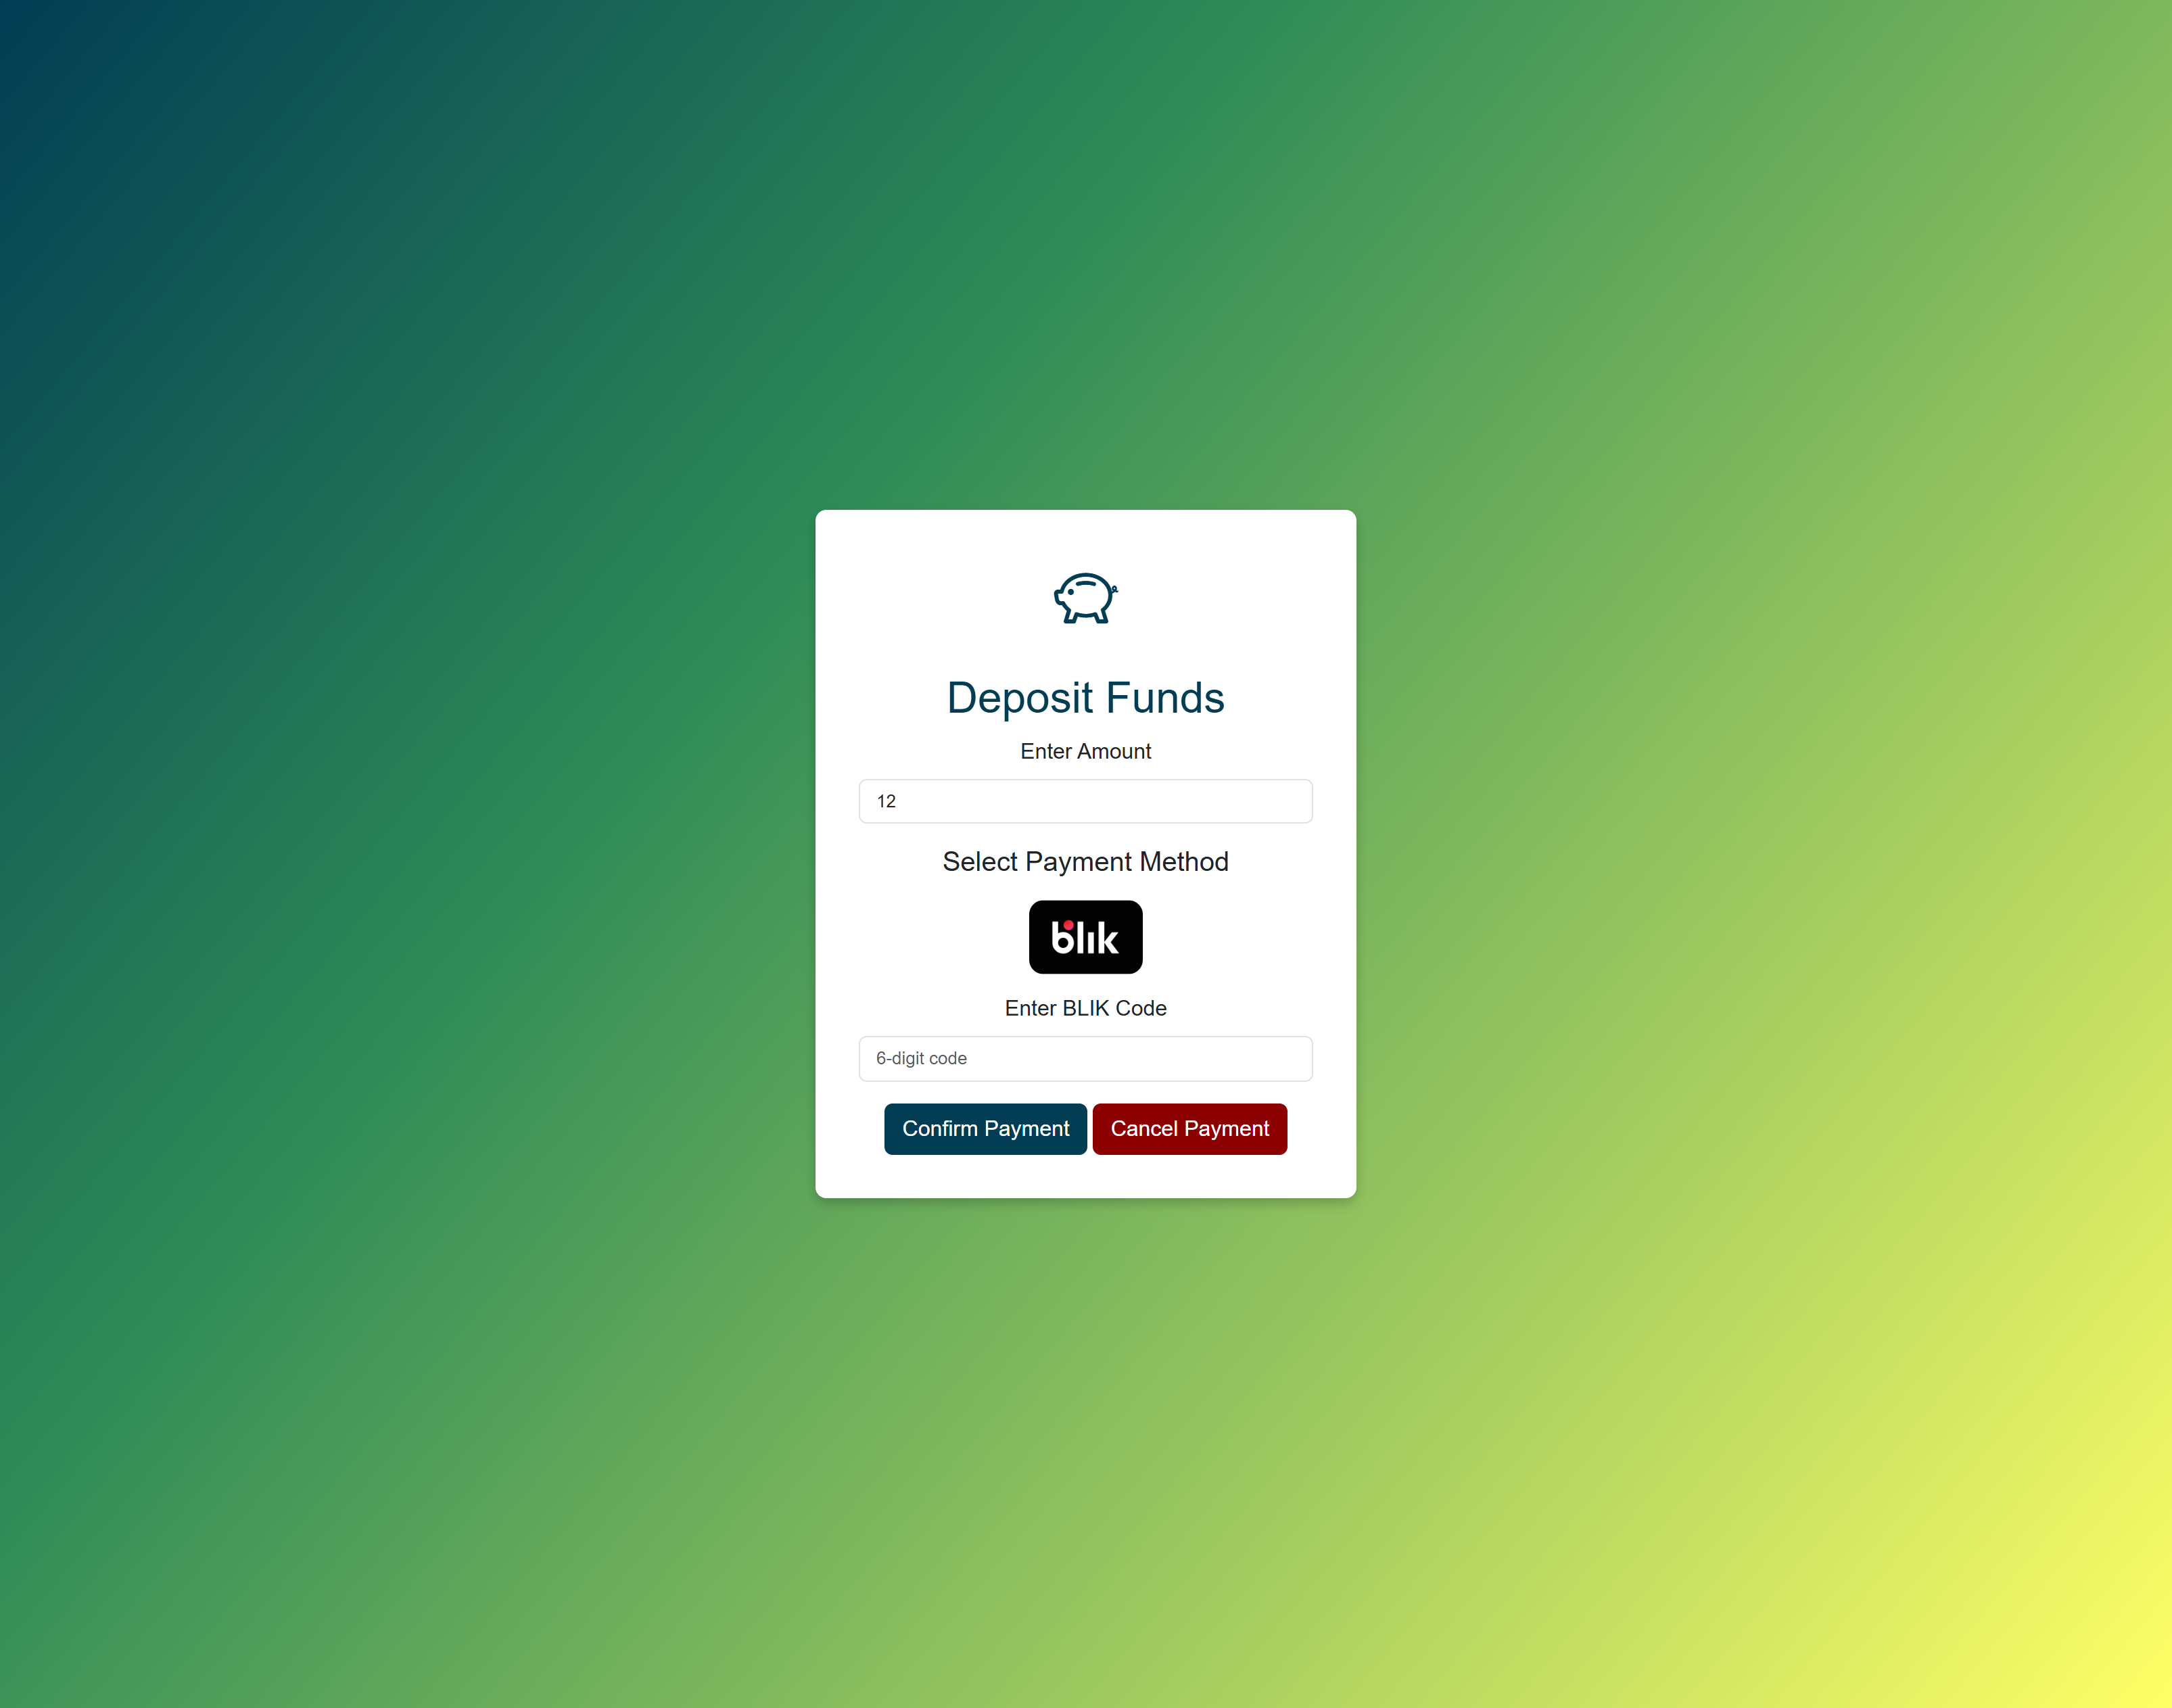 Deposit Funds
Enter Amount
12
Select Payment Method
blik
Enter BLIK Code
6-digit code
Confirm Payment Cancel Payment